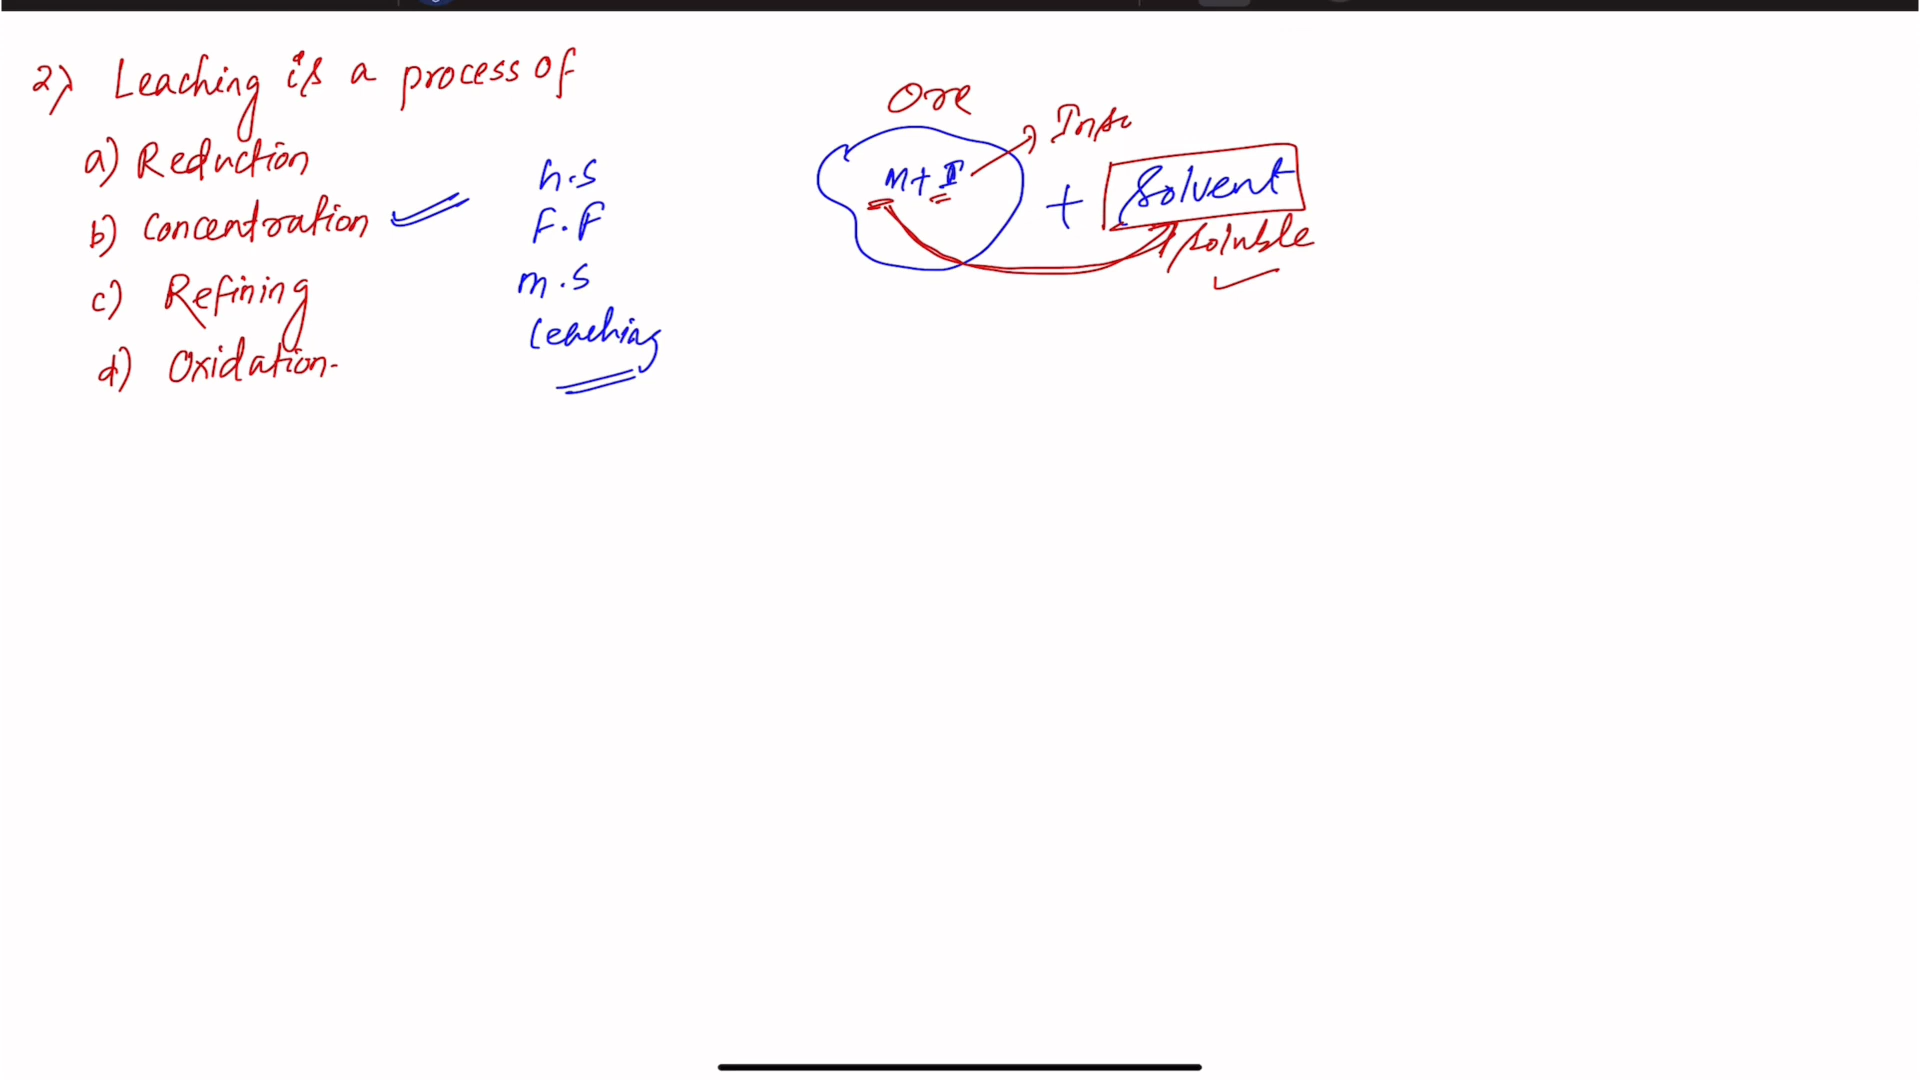 2) Leaching is a process of
a) Reduction
b) Concentration
c) Refining
d) Oxidation.
h.s
F.F
m.s
Leaching
Ore
M+I
+
Solvent
soluble